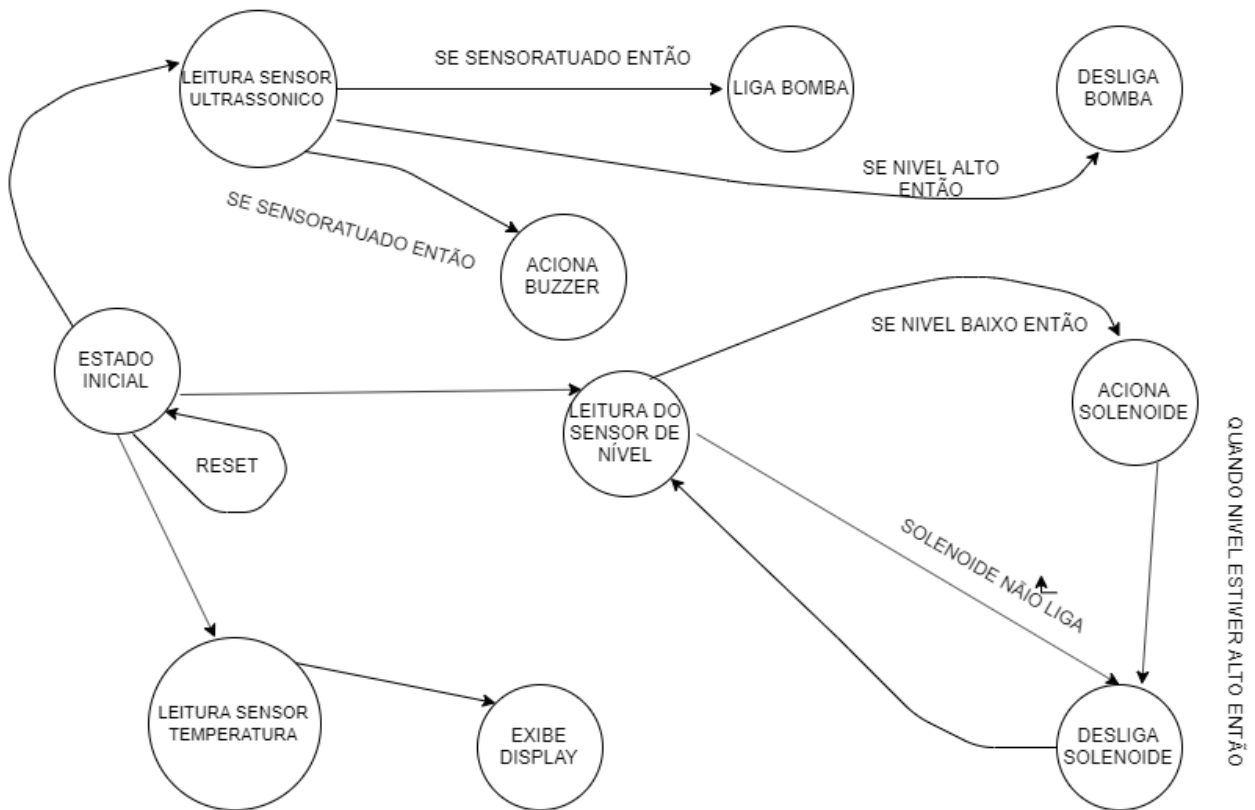 SE SENSORATUADO ENTÃO
LEITURA SENSOR
ULTRASSONICO
LIGA BOMBA
DESLIGA
BOMBA
SE NIVEL ALTO
ENTÃO
SE SENSORATUADO ENTÃO
ACIONA
BUZZER
SE NIVEL BAIXO ENTÃO
ESTADO
INICIAL
ACIONA
SOLENOIDE
LEITURA DO
SENSOR DE
NÍVEL
RESET
QUANDO NIVEL ESTIVER ALTO ENTÃO
SOLENOIDE NÃIO LIGA
LEITURA SENSOR
TEMPERATURA
EXIBE
DISPLAY
DESLIGA
SOLENOIDE